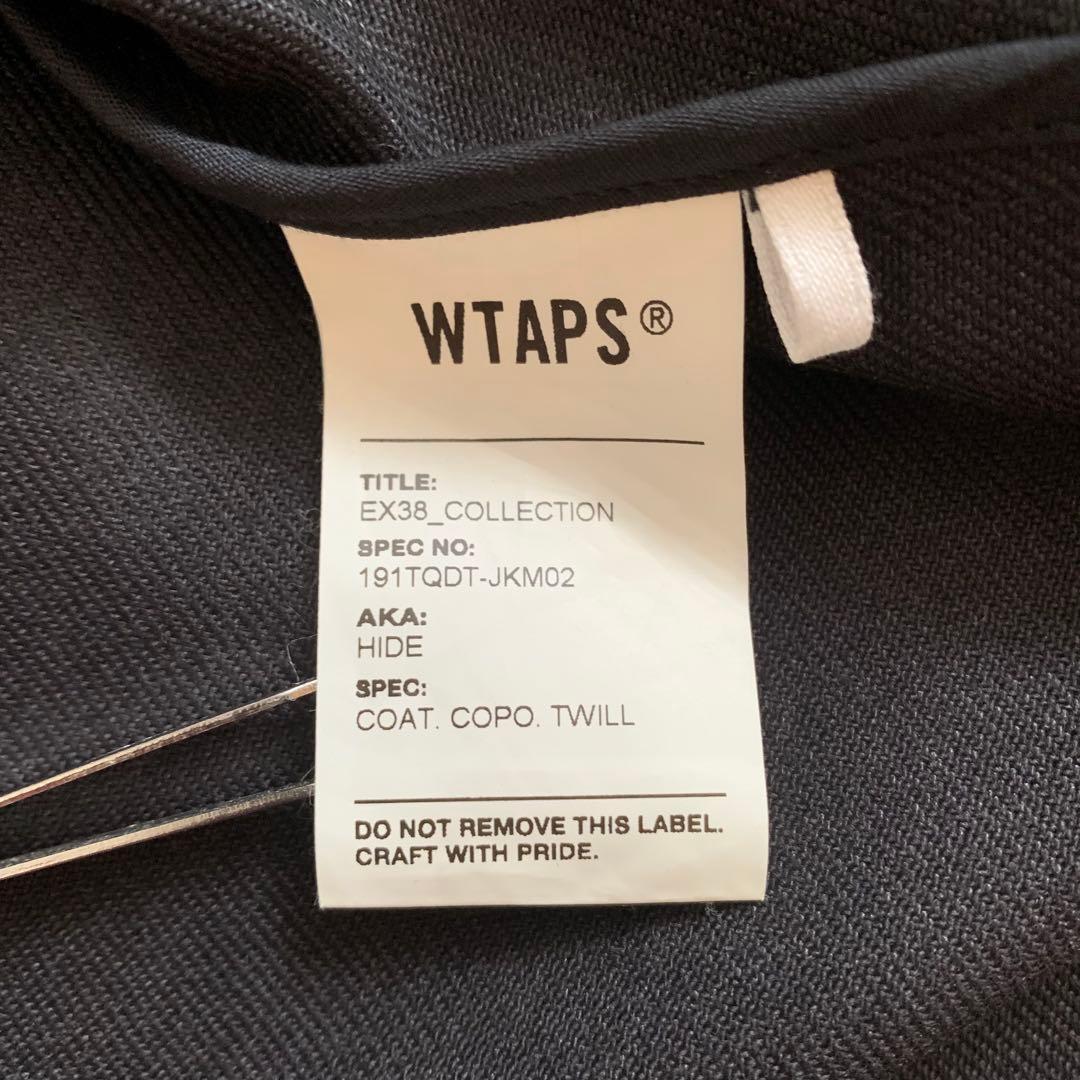 WTAPS®
TITLE:
EX38_COLLECTION
SPEC NO:
191TQDT-JKM02
AKA:
HIDE
SPEC:
COAT. COPO. TWILL
DO NOT REMOVE THIS LABEL.
CRAFT WITH PRIDE.